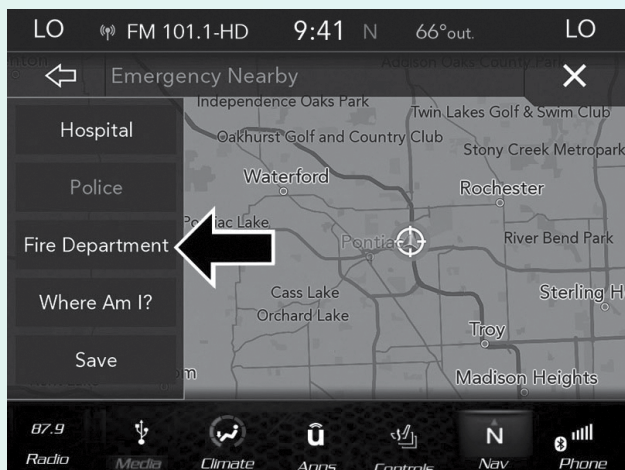 LO FM 101.1-HD 9:41 N 66°out. LO
Emergency Nearby
Addison Oaks County Park
Hospital
Police
Fire Department
Where Am I?
Save
Independence Oaks Park
Twin Lakes Golf & Swim Club
Oakhurst Golf and Country Club
Stony Creek Metropark
Waterford
Rochester
Pontiac Lake
Pontiac
River Bend Park
Cass Lake
Sterling H
Orchard Lake
Troy
Madison Heights
87.9
Radio Media Climate Apps Controls Nav Phone